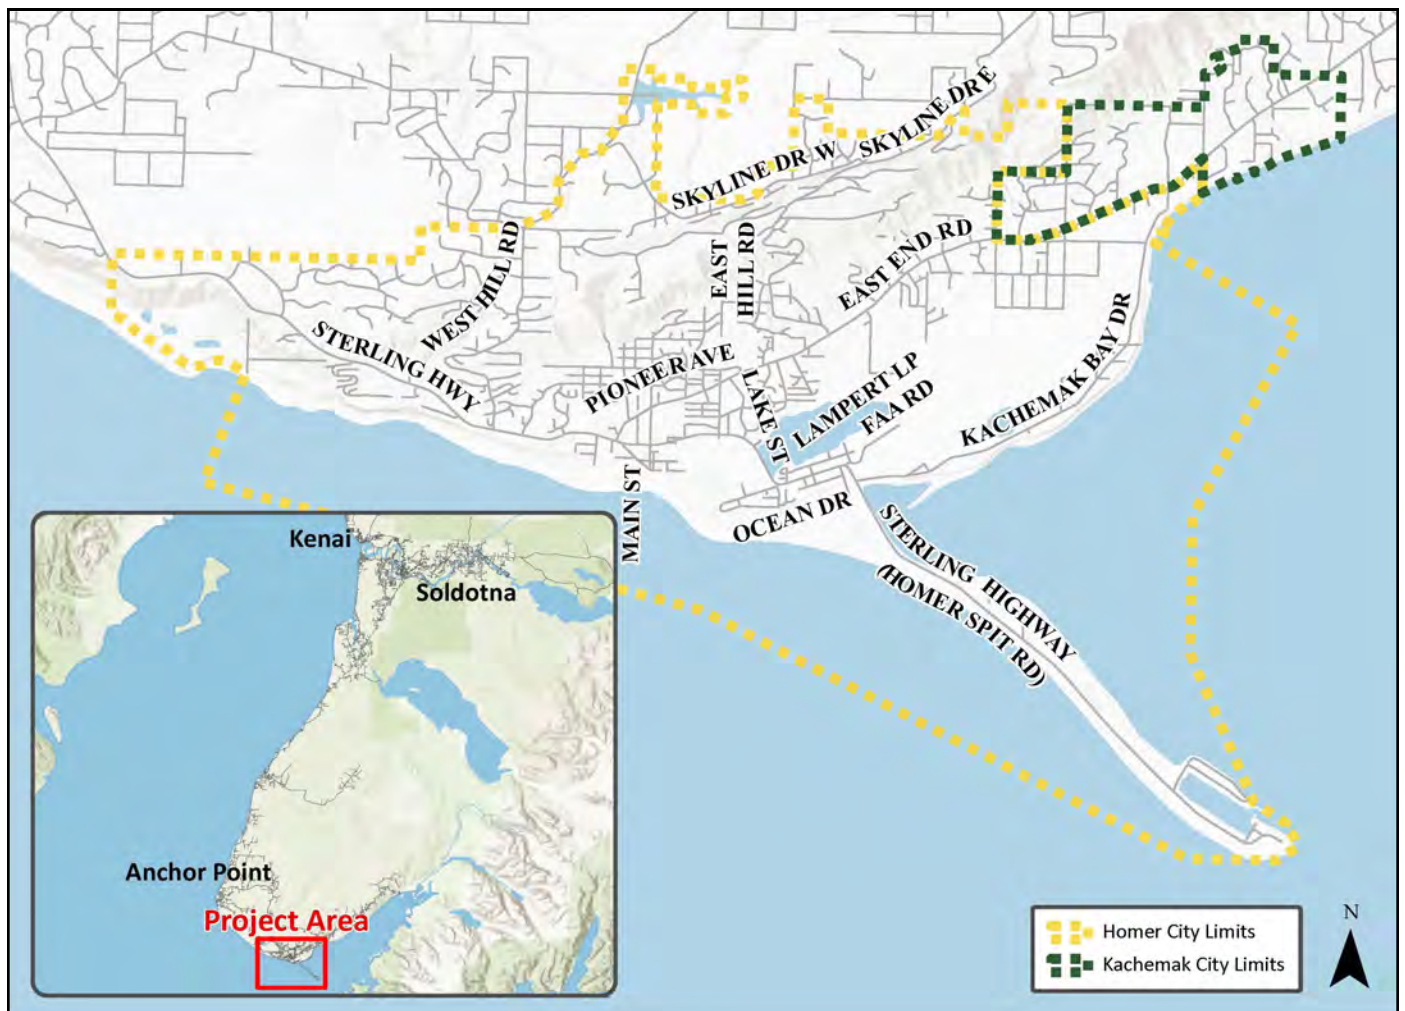 SKYLINE DR E
SKYLINE DR W
WEST HILL RD
EAST
HILL RD
EAST END RD
STERLING HWY
PIONEER AVE
LAKE ST
LAMPERT LP
FAA RD
KACHEMAK BAY DR
MAIN ST
OCEAN DR
STERLING HIGHWAY
(HOMER SPIT RD)
Kenai
Soldotna
Anchor Point
Project Area
N
Homer City Limits
Kachemak City Limits